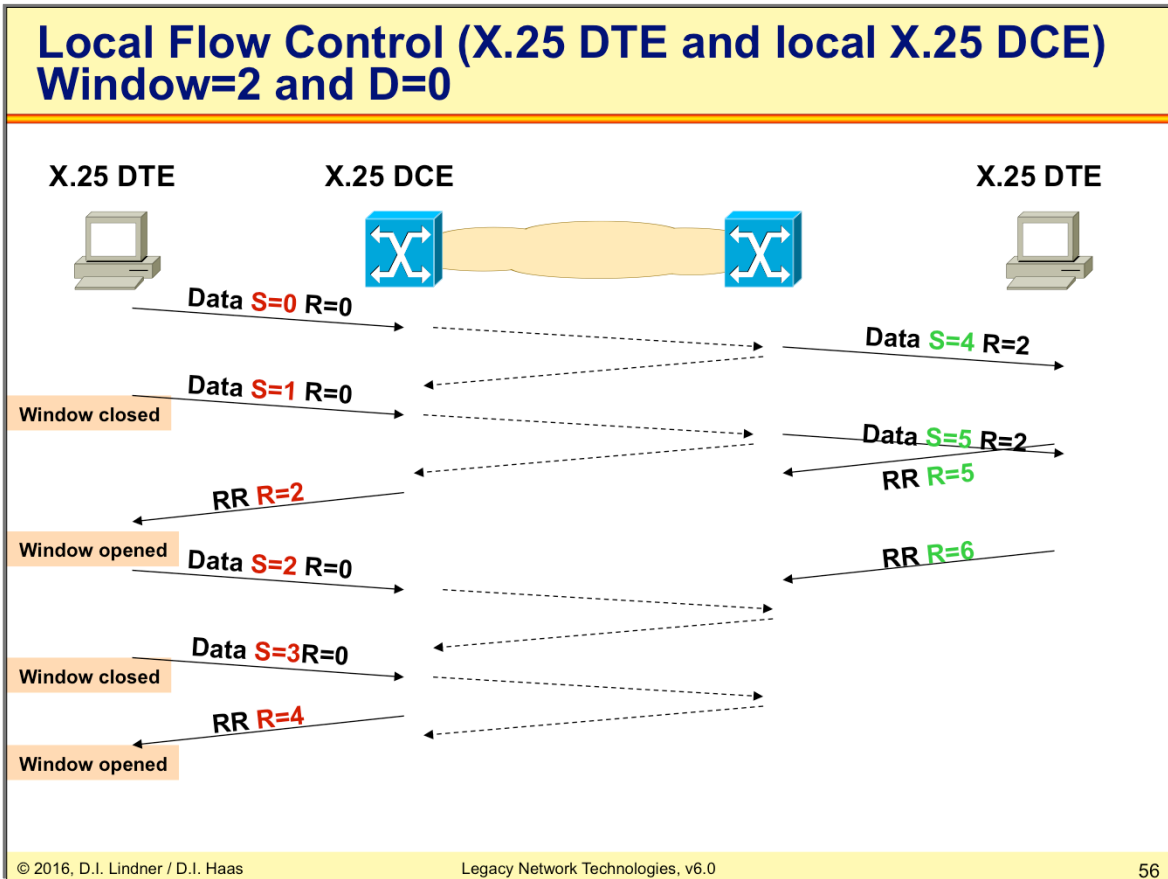 Local Flow Control (X.25 DTE and local X.25 DCE)
Window=2 and D=0
X.25 DTE
X.25 DCE
X.25 DTE
Data S=0 R=0
Data S=4 R=2
Data S=1 R=0
Window closed
Data S=5 R=2
RR R=5
RR R=2
Window opened
Data S=2 R=0
RR R=6
Data S=3R=0
Window closed
RR R=4
Window opened
© 2016, D.I. Lindner / D.I. Haas
Legacy Network Technologies, v6.0
56